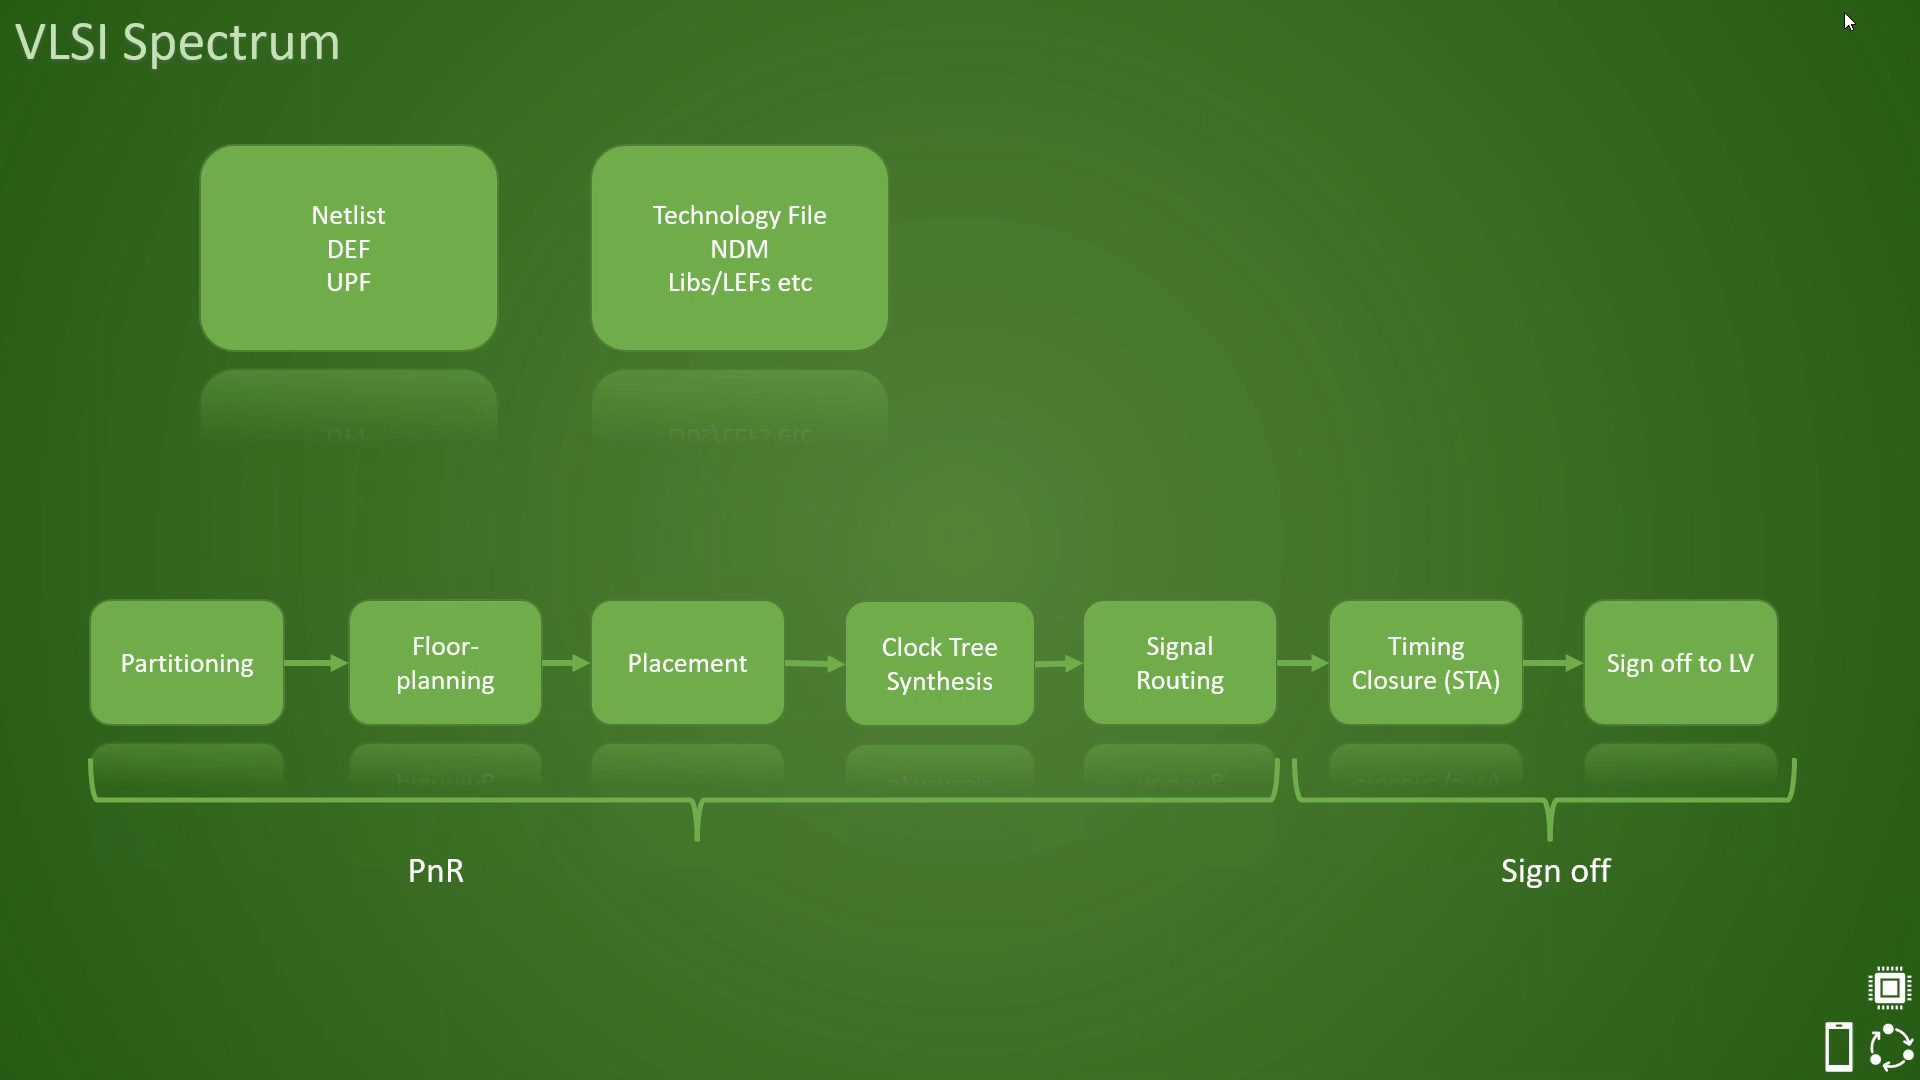 VLSI Spectrum
Netlist
DEF
UPF
Technology File
NDM
Libs/LEFs etc
Partitioning
Floor-
planning
Placement
Clock Tree
Synthesis
Signal
Routing
Timing
Closure (STA)
Sign off to LV
PnR
Sign off